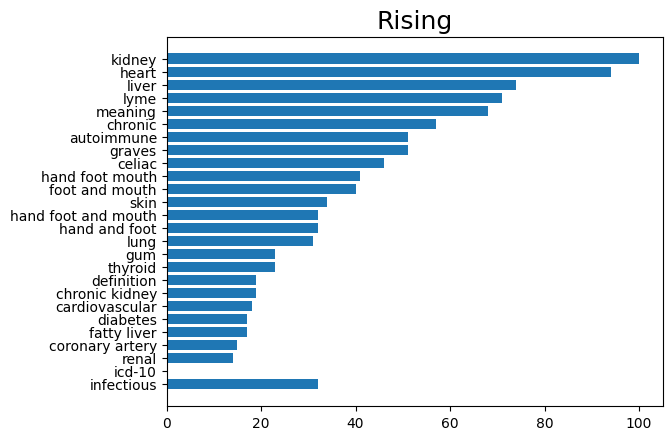 Rising
kidney
heart
liver
lyme
meaning
chronic
autoimmune
graves
celiac
hand foot mouth
foot and mouth
skin
hand foot and mouth
hand and foot
lung
gum
thyroid
definition
chronic kidney
cardiovascular
diabetes
fatty liver
coronary artery
renal
icd-10
infectious
0 20 40 60 80 100